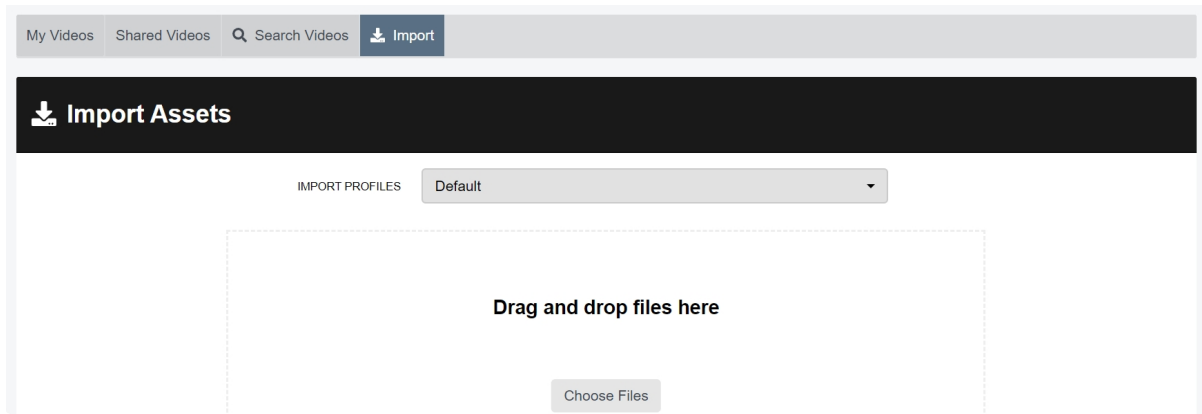 My Videos Shared Videos Search Videos Import
Import Assets
IMPORT PROFILES Default
Drag and drop files here
Choose Files